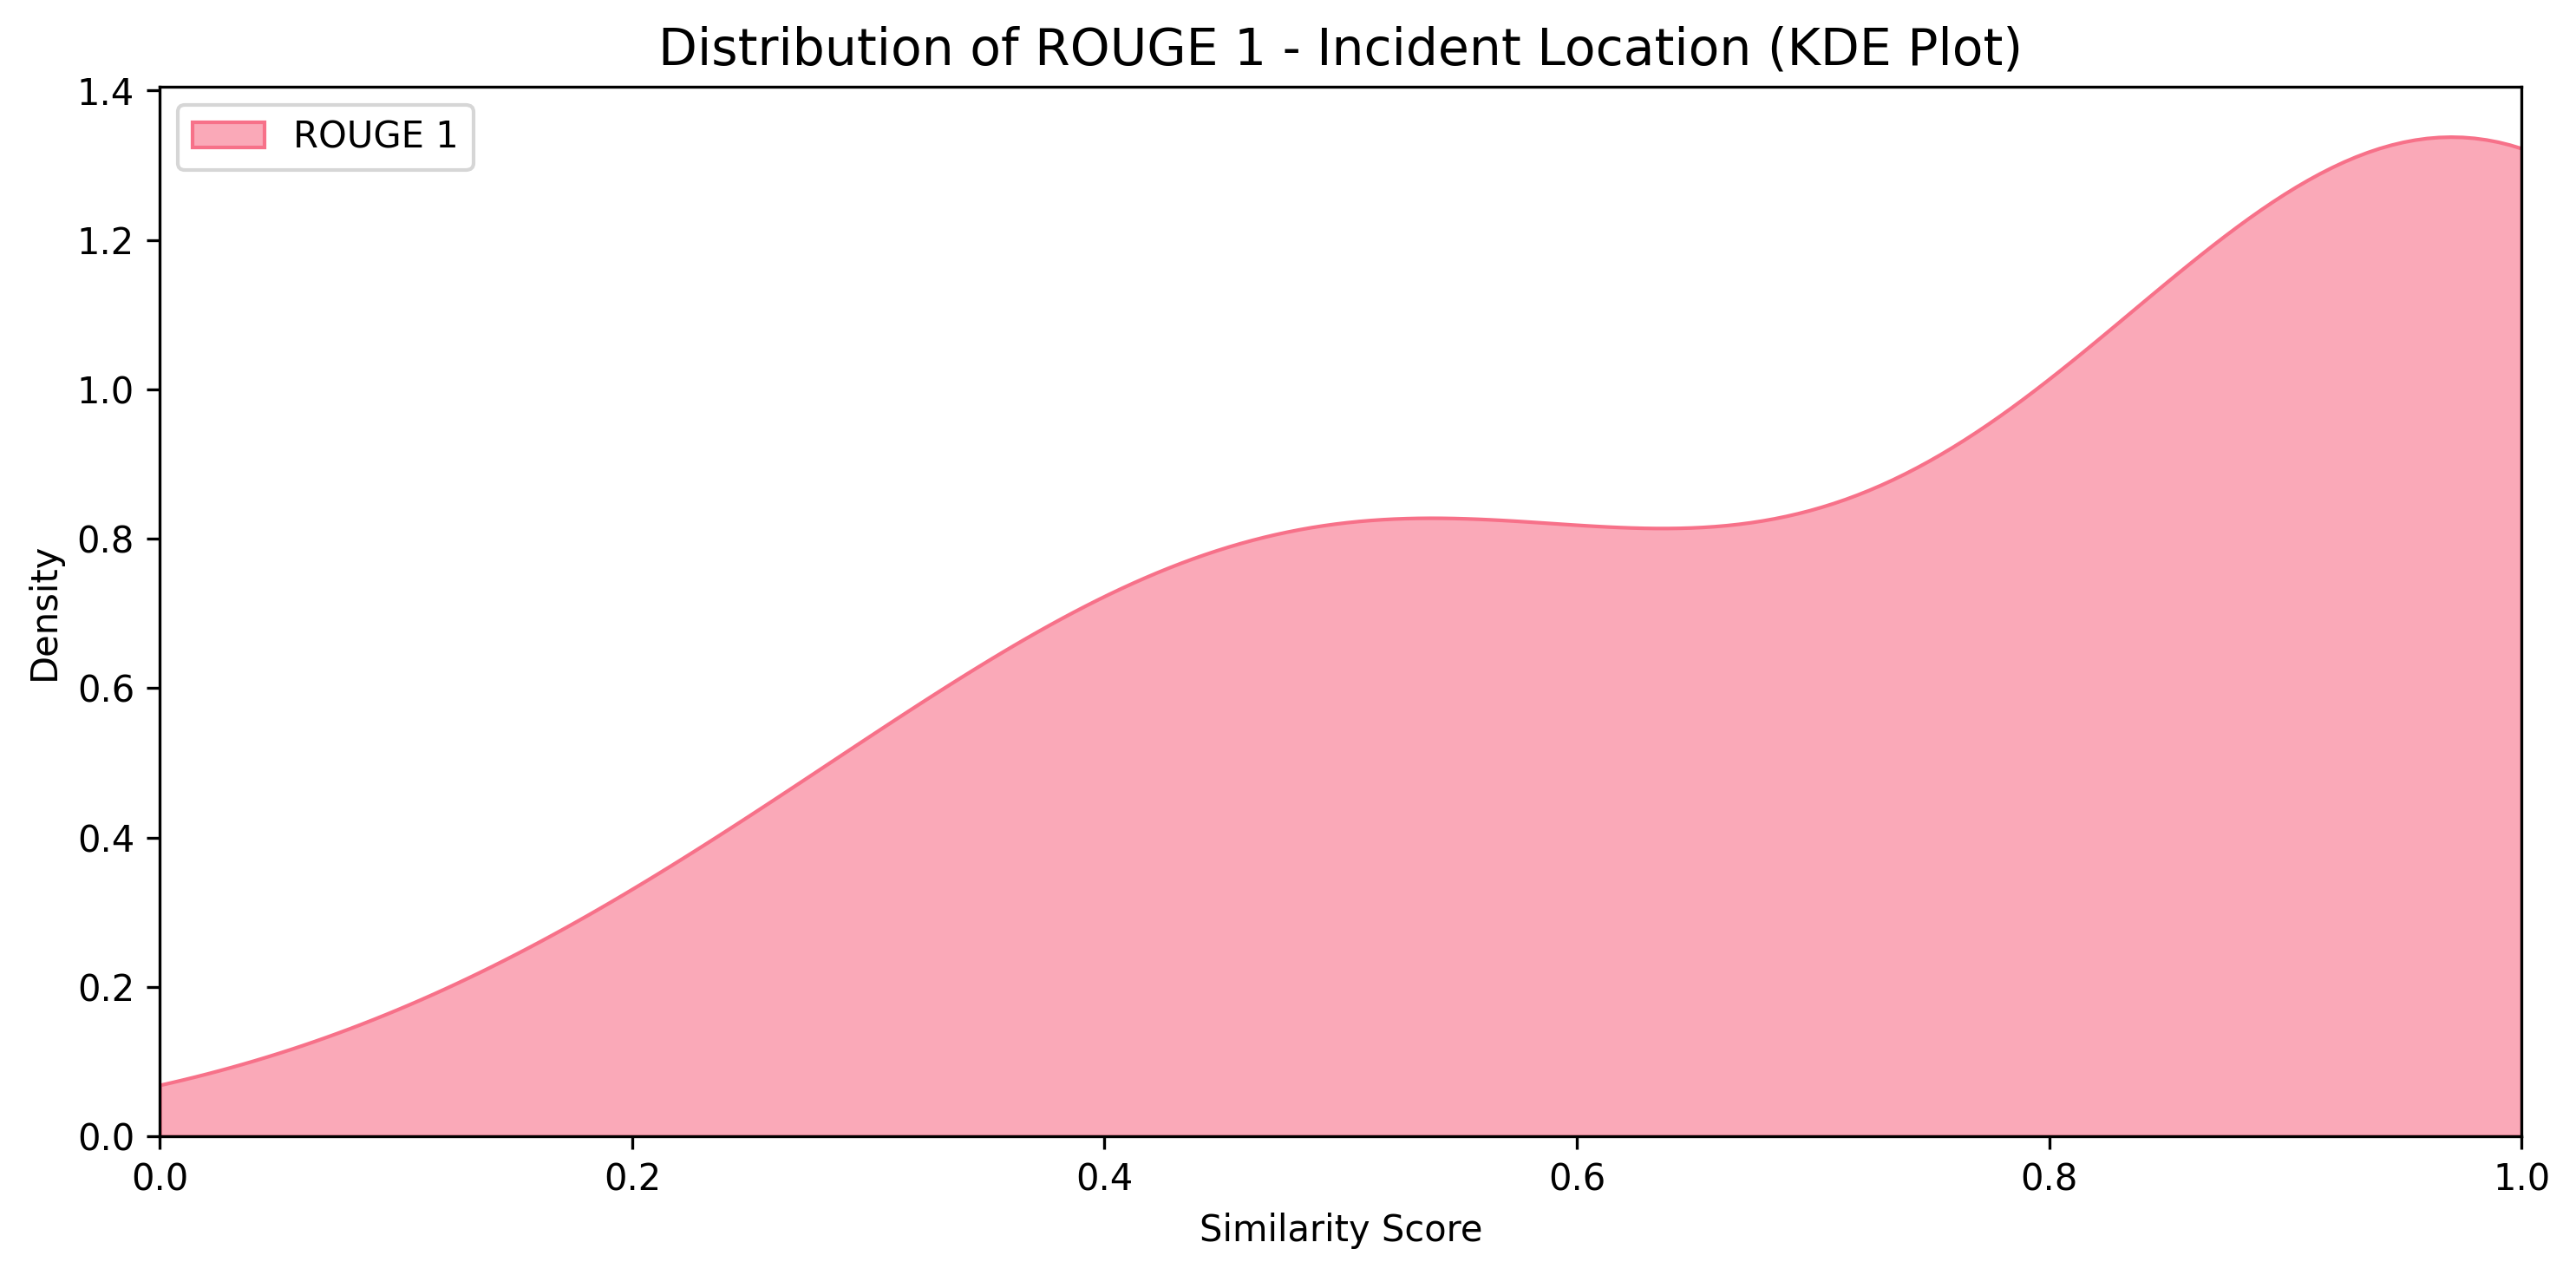 Distribution of ROUGE 1 - Incident Location (KDE Plot)
ROUGE 1
Density
1.4
1.2
1.0
0.8
0.6
0.4
0.2
0.0
0.0 0.2 0.4 0.6 0.8 1.0
Similarity Score